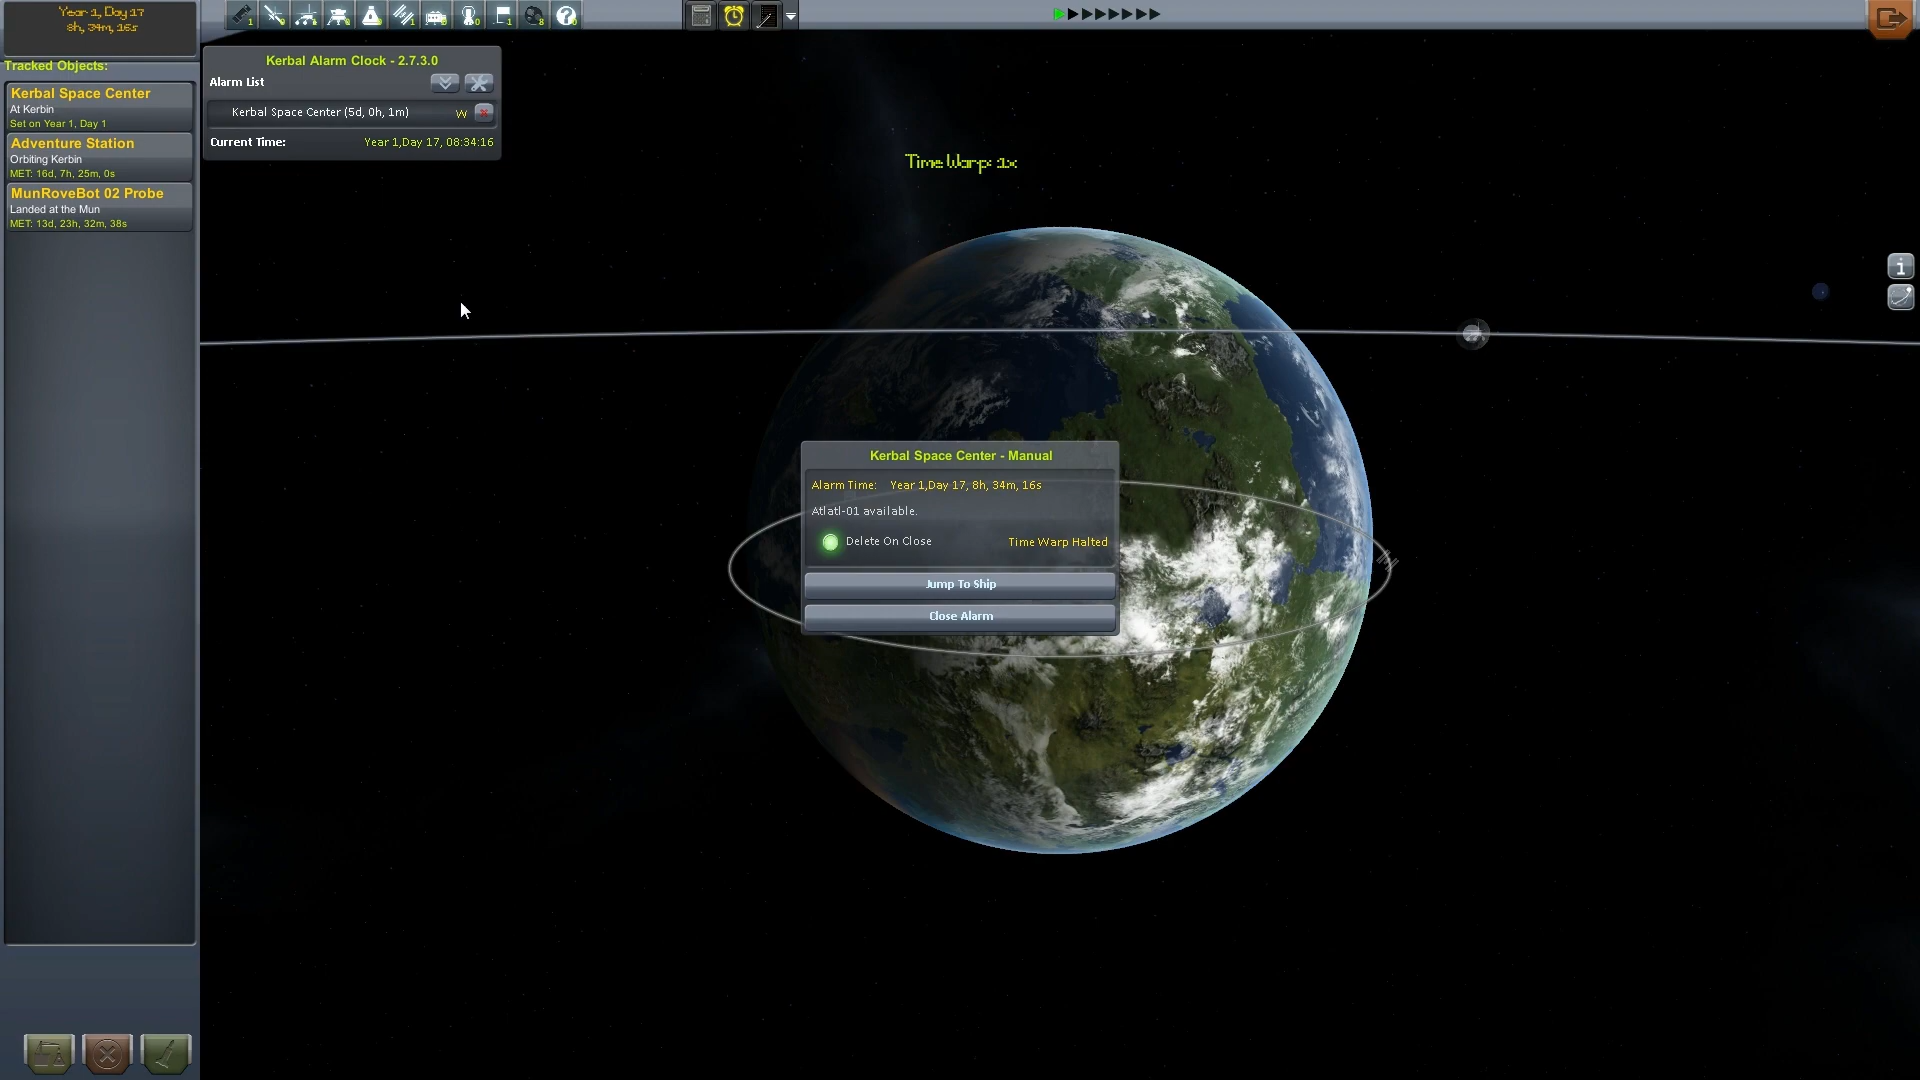 Year 1, Day 17
8h, 34m, 16s
Tracked Objects:
Kerbal Space Center
At Kerbin
Set on Year 1, Day 1
Adventure Station
Orbiting Kerbin
MET: 16d, 7h, 25m, 0s
MunRoveBot 02 Probe
Landed at the Mun
MET: 13d, 23h, 32m, 38s
Kerbal Alarm Clock - 2.7.3.0
Alarm List
Kerbal Space Center (5d, 0h, 1m) W
Current Time: Year 1,Day 17, 08:34:16
Time Warp: 1x
Kerbal Space Center - Manual
Alarm Time: Year 1,Day 17, 8h, 34m, 16s
Atlatl-01 available.
Delete On Close Time Warp Halted
Jump To Ship
Close Alarm